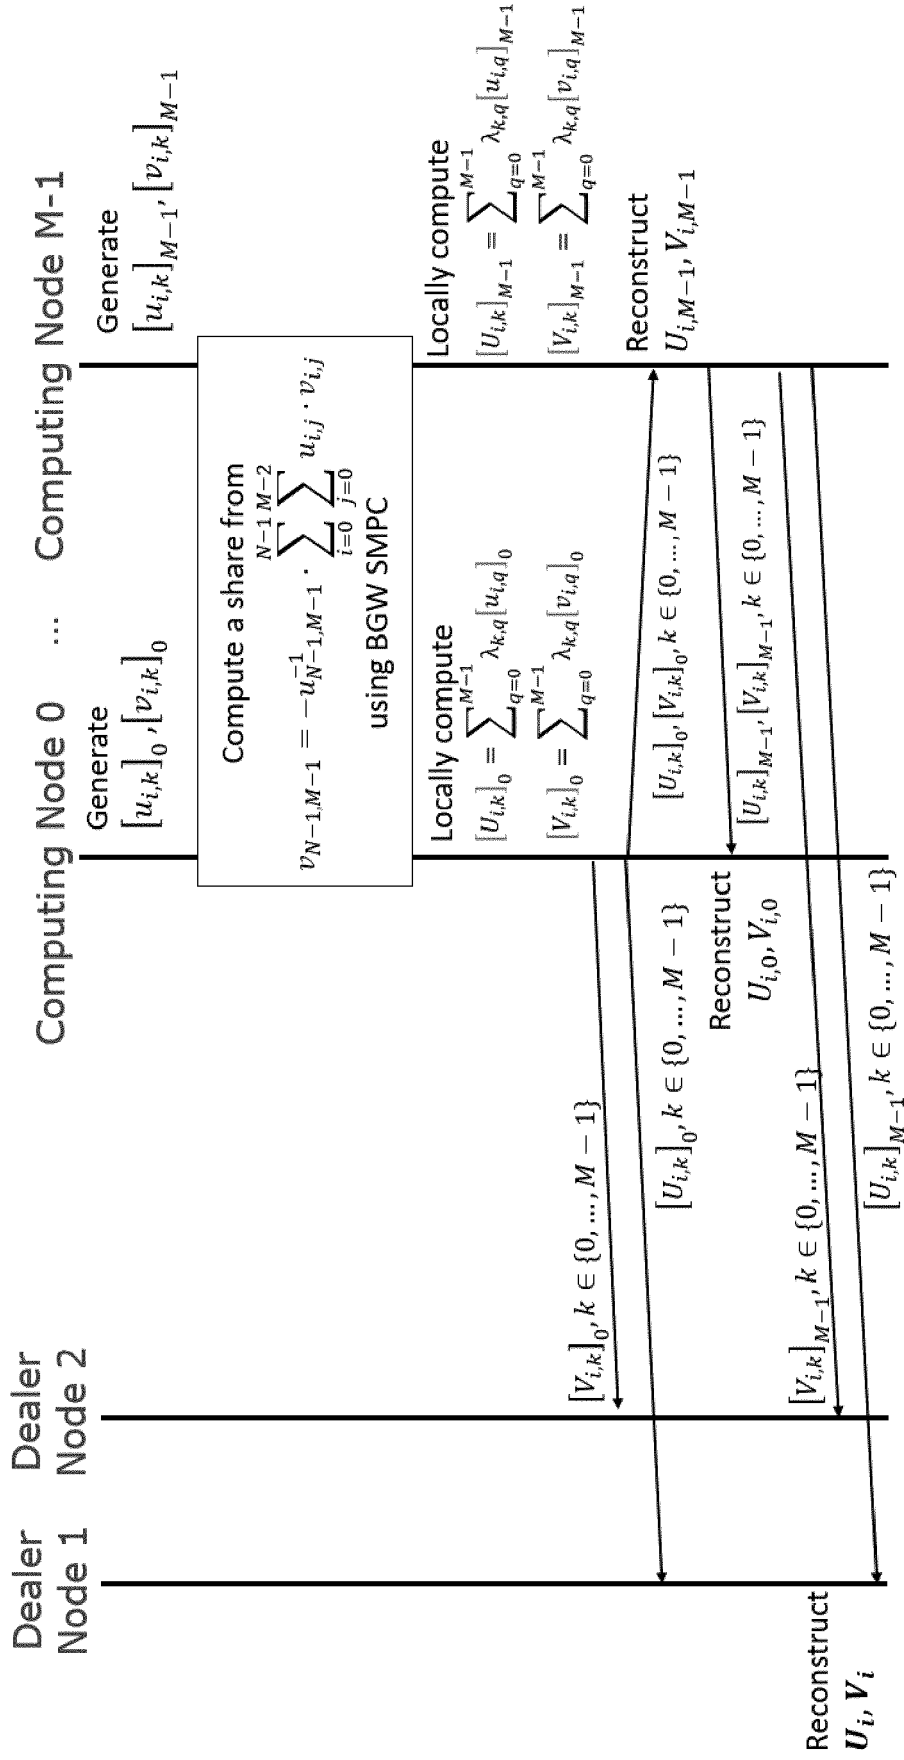 Dealer
Node 1
Dealer
Node 2
Computing Node 0
...
Computing Node M-1
Generate
[u_{i,k}]_0, [v_{i,k}]_0
Generate
[u_{i,k}]_{M-1}, [v_{i,k}]_{M-1}
Compute a share from
v_{N-1,M-1} = -u_{N-1,M-1}^{-1} · ∑_{i=0}^{N-1} ∑_{j=0}^{M-2} u_{i,j} · v_{i,j}
using BGW SMPC
Locally compute
[U_{i,k}]_0 = ∑_{q=0}^{M-1} λ_{k,q}[u_{i,q}]_0
[V_{i,k}]_0 = ∑_{q=0}^{M-1} λ_{k,q}[v_{i,q}]_0
Locally compute
[U_{i,k}]_{M-1} = ∑_{q=0}^{M-1} λ_{k,q}[u_{i,q}]_{M-1}
[V_{i,k}]_{M-1} = ∑_{q=0}^{M-1} λ_{k,q}[v_{i,q}]_{M-1}
[V_{i,k}]_0, k ∈ {0, ..., M − 1}
[U_{i,k}]_0, k ∈ {0, ..., M − 1}
[U_{i,k}]_0, [V_{i,k}]_0, k ∈ {0, ..., M − 1}
Reconstruct
U_{i,M-1}, V_{i,M-1}
[U_{i,k}]_{M-1}, [V_{i,k}]_{M-1}, k ∈ {0, ..., M − 1}
Reconstruct
U_{i,0}, V_{i,0}
[V_{i,k}]_{M-1}, k ∈ {0, ..., M − 1}
[U_{i,k}]_{M-1}, k ∈ {0, ..., M − 1}
Reconstruct
U_i, V_i